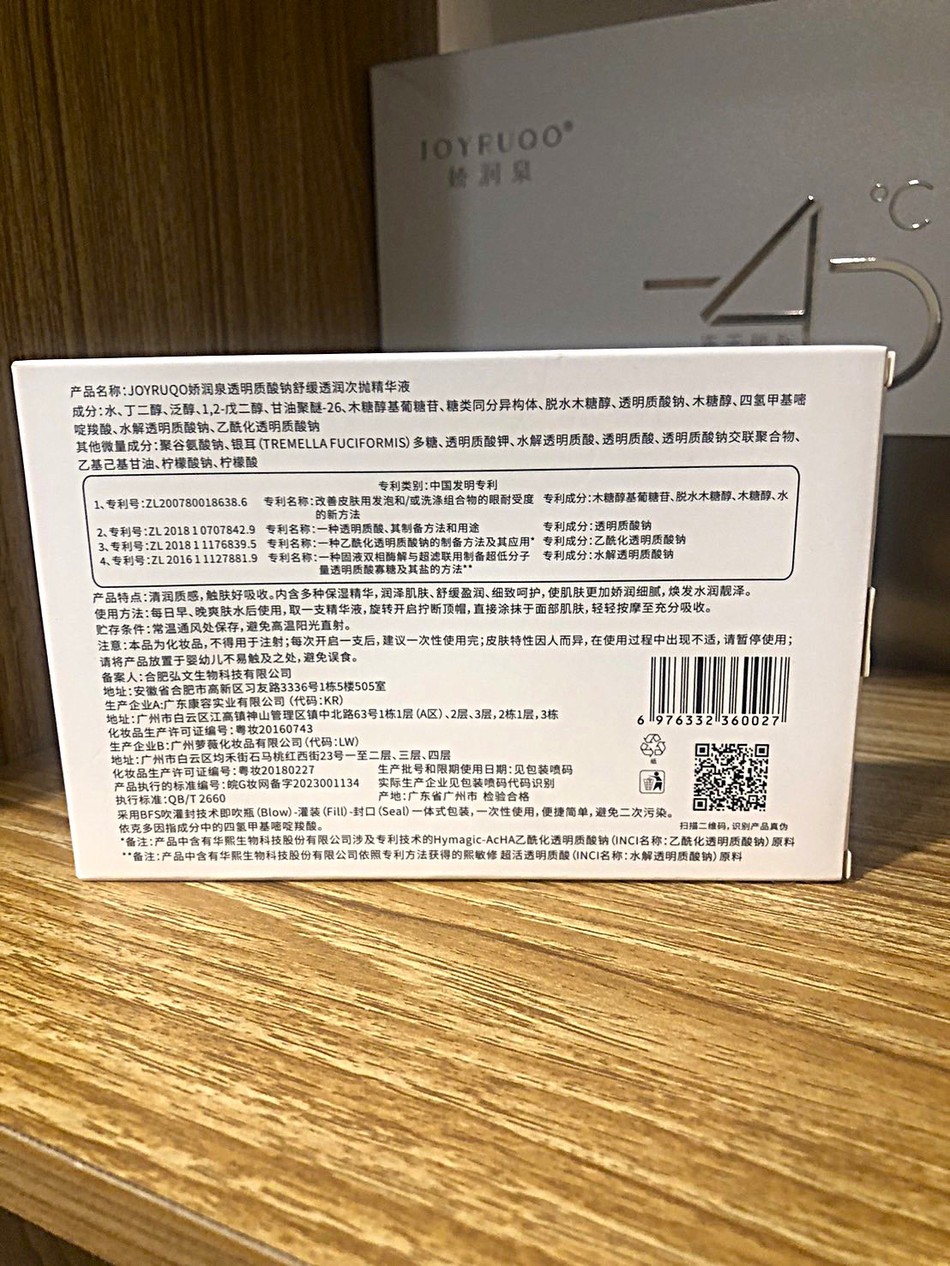 JOYRUQO®
娇润泉
-45°C
产品名称:JOYRUQO娇润泉透明质酸钠舒缓透润次抛精华液
成分:水、丁二醇、泛醇、1,2-戊二醇、甘油聚醚-26、木糖醇基葡糖苷、糖类同分异构体、脱水木糖醇、透明质酸钠、木糖醇、四氢甲基嘧
啶羧酸、水解透明质酸钠、乙酰化透明质酸钠
其他微量成分:聚谷氨酸钠、银耳(TREMELLA FUCIFORMIS)多糖、透明质酸钾、水解透明质酸、透明质酸、透明质酸钠交联聚合物、
乙基己基甘油、柠檬酸钠、柠檬酸
专利类别:中国发明专利
1、专利号:ZL200780018638.6 专利名称:改善皮肤用发泡和/或洗涤组合物的眼耐受度 专利成分:木糖醇基葡糖苷、脱水木糖醇、木糖醇、水
的新方法
2、专利号:ZL 2018 1 0707842.9 专利名称:一种透明质酸、其制备方法和用途 专利成分:透明质酸钠
3、专利号:ZL 2018 1 1176839.5 专利名称:一种乙酰化透明质酸钠的制备方法及其应用* 专利成分:乙酰化透明质酸钠
4、专利号:ZL 2016 1 1127881.9 专利名称:一种固液双相酶解与超滤联用制备超低分子 专利成分:水解透明质酸钠
量透明质酸寡糖及其盐的方法**
产品特点:清润质感,触肤好吸收。内含多种保湿精华,润泽肌肤、舒缓盈润、细致呵护,使肌肤更加娇润细腻,焕发水润靓泽。
使用方法:每日早、晚爽肤水后使用,取一支精华液,旋转开启拧断顶帽,直接涂抹于面部肌肤,轻轻按摩至充分吸收。
贮存条件:常温通风处保存,避免高温阳光直射。
注意:本品为化妆品,不得用于注射;每次开启一支后,建议一次性使用完;皮肤特性因人而异,在使用过程中出现不适,请暂停使用;
请将产品放置于婴幼儿不易触及之处,避免误食。
备案人:合肥弘文生物科技有限公司
地址:安徽省合肥市高新区习友路3336号1栋5楼505室
生产企业A:广东康容实业有限公司(代码:KR)
地址:广州市白云区江高镇神山管理区镇中北路63号1栋1层(A区)、2层、3层,2栋1层,3栋
化妆品生产许可证编号:粤妆20160743
生产企业B:广州萝薇化妆品有限公司(代码:LW)
地址:广州市白云区均禾街石马桃红西街23号一至二层、三层、四层
化妆品生产许可证编号:粤妆20180227 生产批号和限期使用日期:见包装喷码
产品执行的标准编号:皖G妆网备字2023001134 实际生产企业见包装喷码代码识别
执行标准:QB/T 2660 产地:广东省广州市 检验合格
采用BFS吹灌封技术即吹瓶(Blow)-灌装(Fill)-封口(Seal)一体式包装,一次性使用,便捷简单,避免二次污染。
依克多因指成分中的四氢甲基嘧啶羧酸。
*备注:产品中含有华熙生物科技股份有限公司涉及专利技术的Hymagic-AcHA乙酰化透明质酸钠(INCI名称:乙酰化透明质酸钠)原料
**备注:产品中含有华熙生物科技股份有限公司依照专利方法获得的熙敏修 超活透明质酸(INCI名称:水解透明质酸钠)原料
6 976332 360027
纸
扫描二维码,识别产品真伪